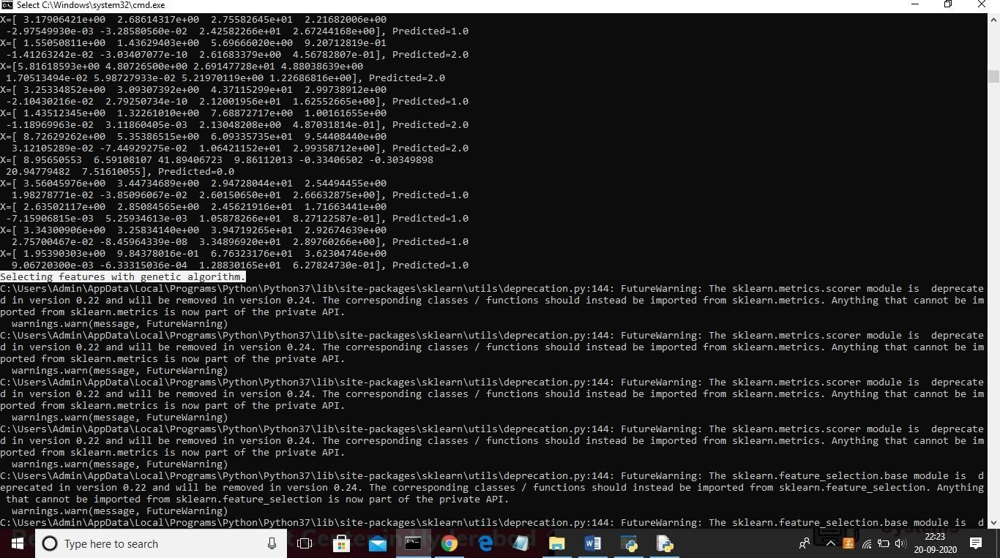 Select C:\Windows\system32\cmd.exe
X=[ 3.17906421e+00 2.68614317e+00 2.75582645e+01 2.21682006e+00
-2.97549930e-03 -3.28580560e-02 2.42582266e+01 2.67244168e+00], Predicted=1.0
X=[ 1.55050811e+00 1.43629403e+00 5.69666020e+00 9.20712819e-01
-1.41263242e-02 -3.03407077e-10 2.61683379e+00 4.56782807e-01], Predicted=2.0
X=[5.81618593e+00 4.80726500e+00 2.69147728e+01 4.88038639e+00
1.70513494e-02 5.98727933e-02 5.21970119e+00 1.22686816e+00], Predicted=2.0
X=[ 3.25334852e+00 3.09307392e+00 4.37115299e+01 2.99738912e+00
-2.10430216e-02 2.79250734e-10 2.12001956e+01 1.62552665e+00], Predicted=1.0
X=[ 1.43512345e+00 1.32261010e+00 7.68872717e+00 1.00161655e+00
-1.18969963e-02 3.11860405e-03 2.13048208e+00 4.87031814e-01], Predicted=2.0
X=[ 8.72629262e+00 5.35386515e+00 6.09335735e+01 9.54408440e+00
3.12105289e-02 -7.44929275e-02 1.06421152e+01 2.99358712e+00], Predicted=2.0
X=[ 8.95650553 6.59108107 41.89406723 9.86112013 -0.33406502 -0.30349898
20.94779482 7.51610055], Predicted=0.0
X=[ 3.56045976e+00 3.44734689e+00 2.94728044e+01 2.54494455e+00
1.98278771e-02 -3.85096067e-02 2.60150650e+01 2.66632875e+00], Predicted=1.0
X=[ 2.63502117e+00 2.85084565e+00 2.45621916e+01 1.71663441e+00
-7.15906815e-03 5.25934613e-03 1.05878266e+01 8.27122587e-01], Predicted=1.0
X=[ 3.34300906e+00 3.25834140e+00 3.94719265e+01 2.92674639e+00
2.75700467e-02 -8.45964339e-08 3.34896920e+01 2.89760266e+00], Predicted=1.0
X=[ 1.95390303e+00 9.84378016e-01 6.76323176e+01 3.62304746e+00
9.06720300e-03 -6.33315036e-04 1.28830165e+01 6.27824730e-01], Predicted=1.0
Selecting features with genetic algorithm.
C:\Users\Admin\AppData\Local\Programs\Python\Python37\lib\site-packages\sklearn\utils\deprecation.py:144: FutureWarning: The sklearn.metrics.scorer module is deprecate
d in version 0.22 and will be removed in version 0.24. The corresponding classes / functions should instead be imported from sklearn.metrics. Anything that cannot be im
ported from sklearn.metrics is now part of the private API.
warnings.warn(message, FutureWarning)
C:\Users\Admin\AppData\Local\Programs\Python\Python37\lib\site-packages\sklearn\utils\deprecation.py:144: FutureWarning: The sklearn.metrics.scorer module is deprecate
d in version 0.22 and will be removed in version 0.24. The corresponding classes / functions should instead be imported from sklearn.metrics. Anything that cannot be im
ported from sklearn.metrics is now part of the private API.
warnings.warn(message, FutureWarning)
C:\Users\Admin\AppData\Local\Programs\Python\Python37\lib\site-packages\sklearn\utils\deprecation.py:144: FutureWarning: The sklearn.metrics.scorer module is deprecate
d in version 0.22 and will be removed in version 0.24. The corresponding classes / functions should instead be imported from sklearn.metrics. Anything that cannot be im
ported from sklearn.metrics is now part of the private API.
warnings.warn(message, FutureWarning)
C:\Users\Admin\AppData\Local\Programs\Python\Python37\lib\site-packages\sklearn\utils\deprecation.py:144: FutureWarning: The sklearn.metrics.scorer module is deprecate
d in version 0.22 and will be removed in version 0.24. The corresponding classes / functions should instead be imported from sklearn.metrics. Anything that cannot be im
ported from sklearn.metrics is now part of the private API.
warnings.warn(message, FutureWarning)
C:\Users\Admin\AppData\Local\Programs\Python\Python37\lib\site-packages\sklearn\utils\deprecation.py:144: FutureWarning: The sklearn.feature_selection.base module is d
eprecated in version 0.22 and will be removed in version 0.24. The corresponding classes / functions should instead be imported from sklearn.feature_selection. Anything
that cannot be imported from sklearn.feature_selection is now part of the private API.
warnings.warn(message, FutureWarning)
C:\Users\Admin\AppData\Local\Programs\Python\Python37\lib\site-packages\sklearn\utils\deprecation.py:144: FutureWarning: The sklearn.feature_selection.base module is d
Type here to search
22:23
20-09-2020